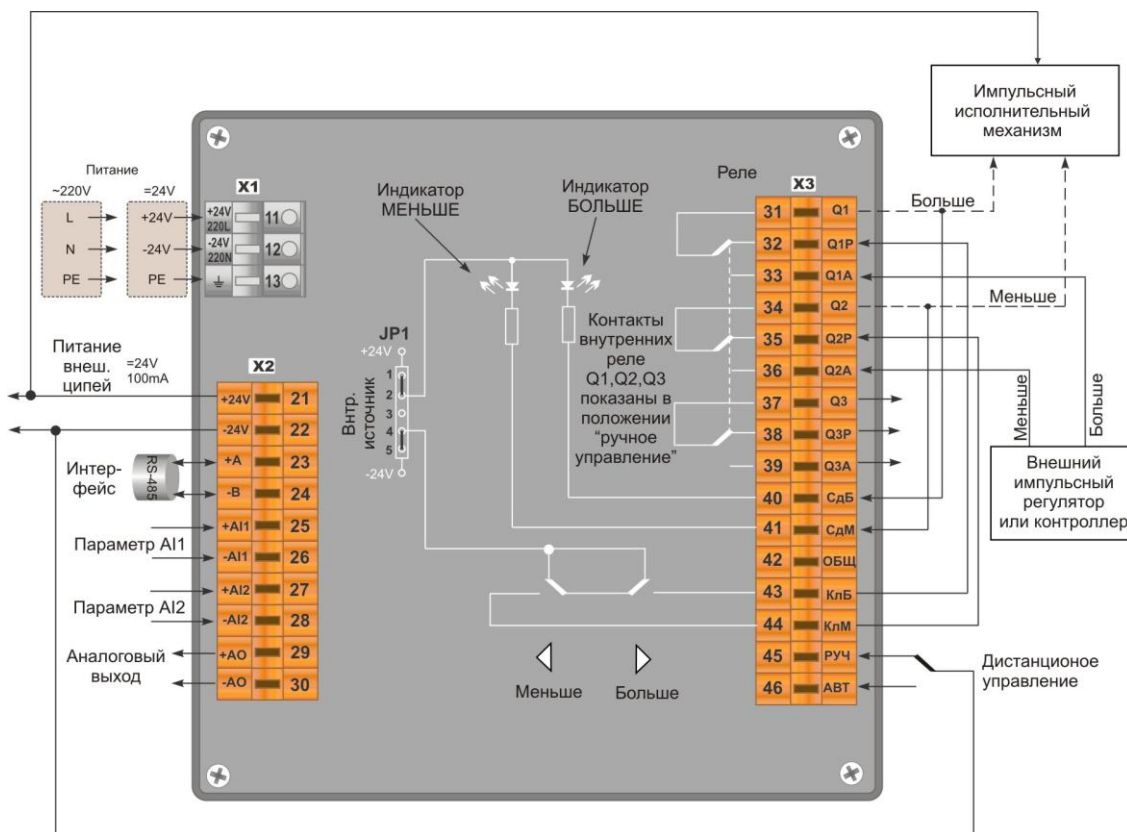 Импульсный
исполнительный
механизм
Питание
~220V
=24V
L
N
PE
+24V
-24V
PE
X1
+24V
220L
11
-24V
220N
12
13
Индикатор
МЕНЬШЕ
Индикатор
БОЛЬШЕ
Реле
X3
31 Q1
32 Q1P
33 Q1A
34 Q2
35 Q2P
36 Q2A
37 Q3
38 Q3P
39 Q3A
40 СдБ
41 СдМ
42 ОБЩ
43 КлБ
44 КлМ
45 РУЧ
46 АВТ
Больше
Меньше
Контакты
внутренних
реле
Q1,Q2,Q3
показаны в
положении
“ручное
управление”
JP1
+24V
1
2
3
4
5
-24V
Внтр.
источник
Питание
внеш.
ципей
=24V
100mA
X2
+24V 21
-24V 22
+A 23
-B 24
+AI1 25
-AI1 26
+AI2 27
-AI2 28
+AO 29
-AO 30
Интер-
фейс
RS-485
Параметр AI1
Параметр AI2
Аналоговый
выход
Меньше
Больше
Меньше
Больше
Внешний
импульсный
регулятор
или контроллер
Дистанционое
управление